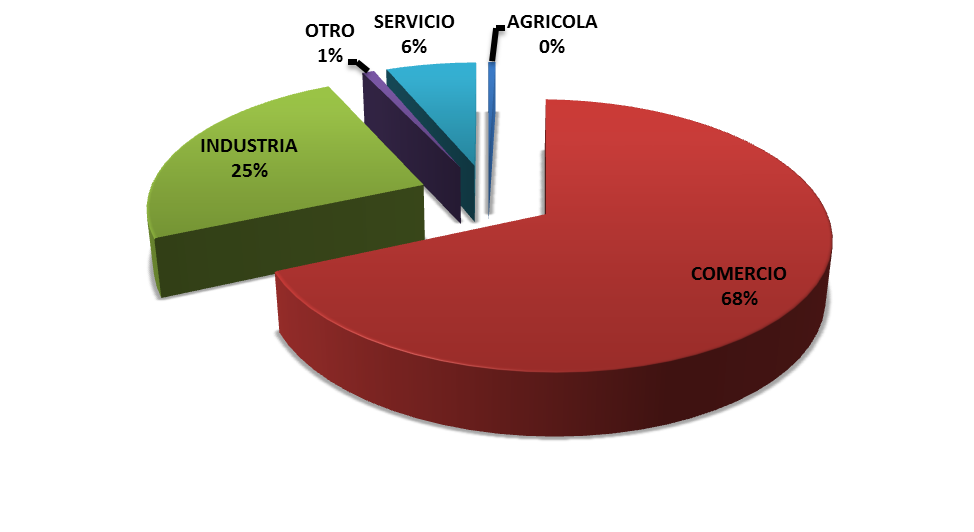 OTRO
1%
SERVICIO
6%
AGRICOLA
0%
INDUSTRIA
25%
COMERCIO
68%